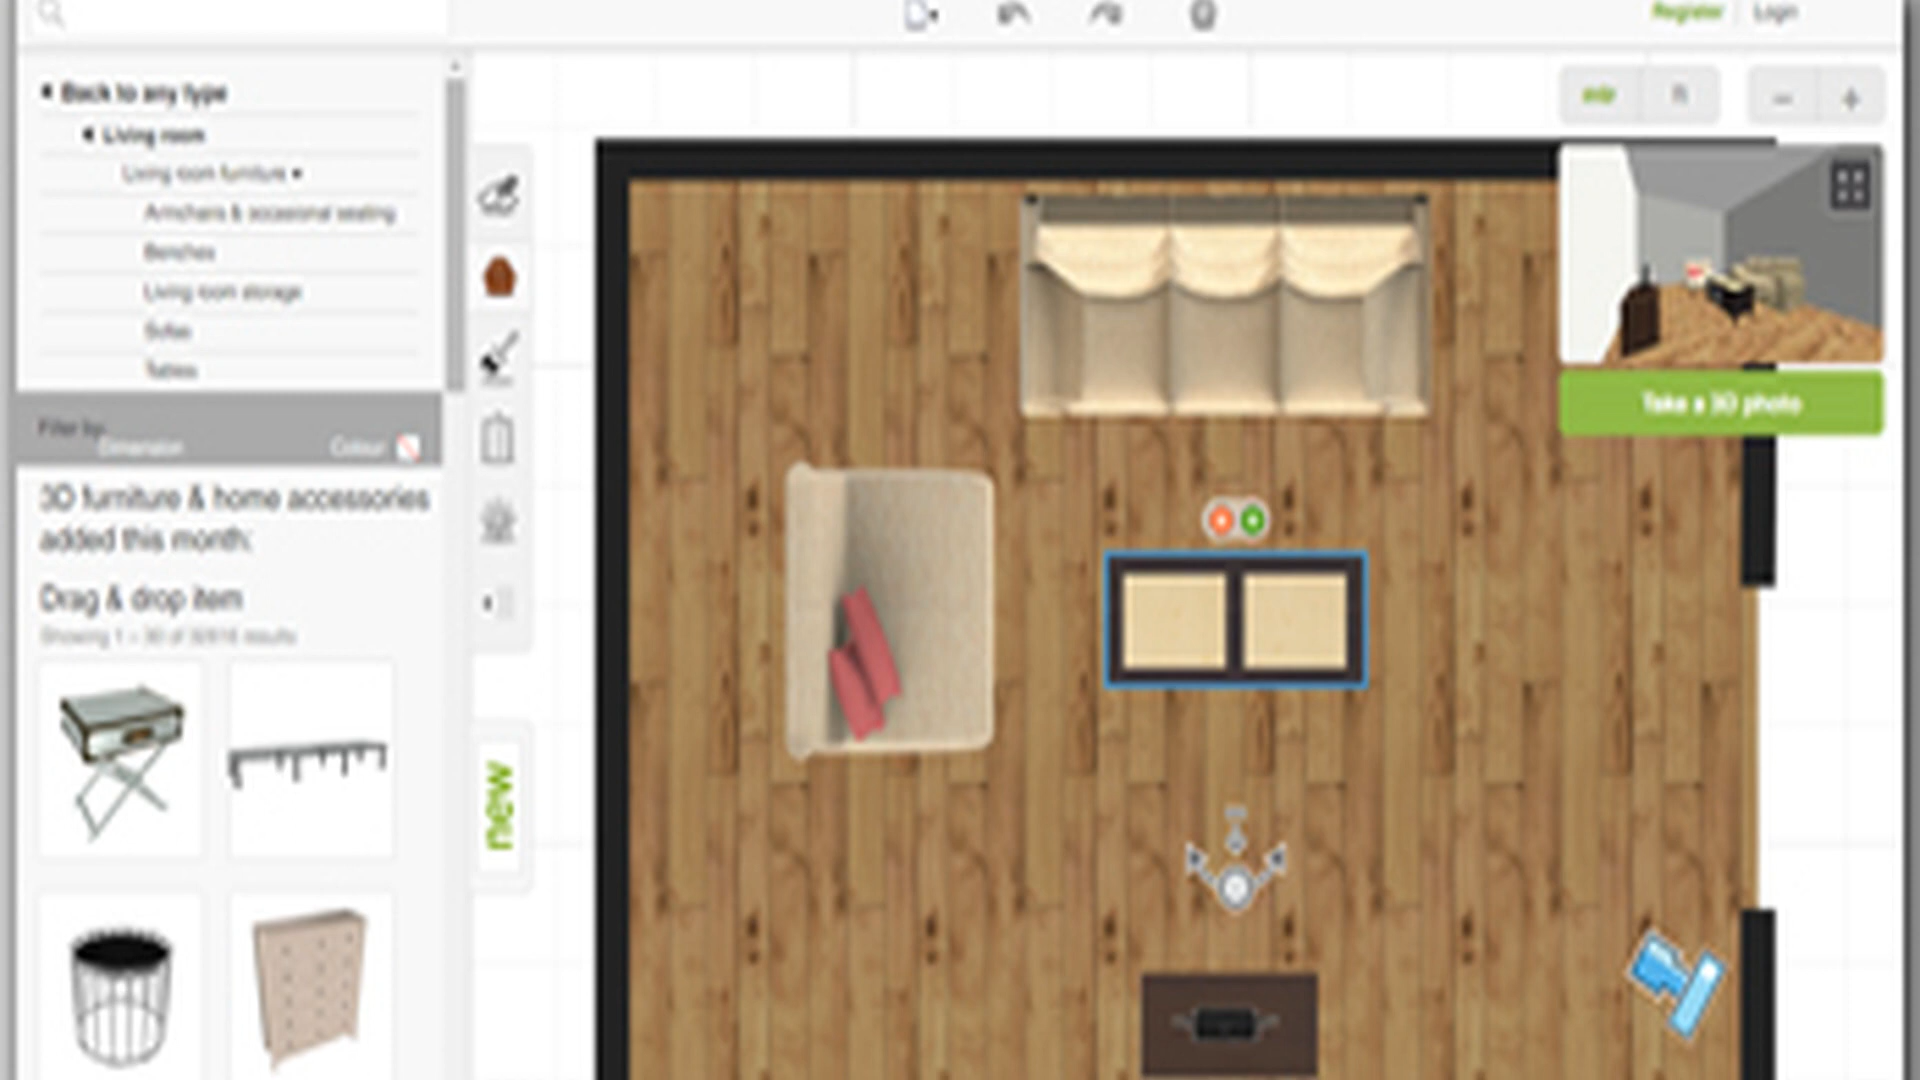 Register
Login
Back to any type
Living room
Living room furniture
Armchairs & occasional seating
Benches
Living room storage
Sofas
Tables
Filter by
Dimension
Colour
3D furniture & home accessories
added this month:
Drag & drop item
new
Take a 3D photo